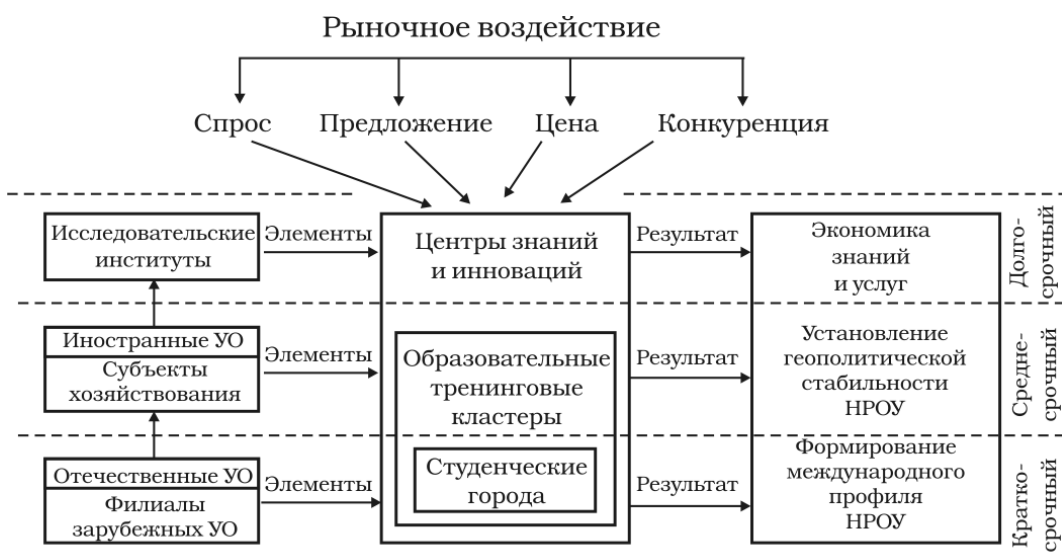 Рыночное воздействие
Спрос Предложение Цена Конкуренция
Исследовательские
институты
Элементы
Центры знаний
и инноваций
Результат
Экономика
знаний
и услуг
Долго-
срочный
Иностранные УО
Субъекты
хозяйствования
Элементы
Образовательные
тренинговые
кластеры
Результат
Установление
геополитической
стабильности
НРОУ
Средне-
срочный
Отечественные УО
Филиалы
зарубежных УО
Элементы
Студенческие
города
Результат
Формирование
международного
профиля
НРОУ
Кратко-
срочный